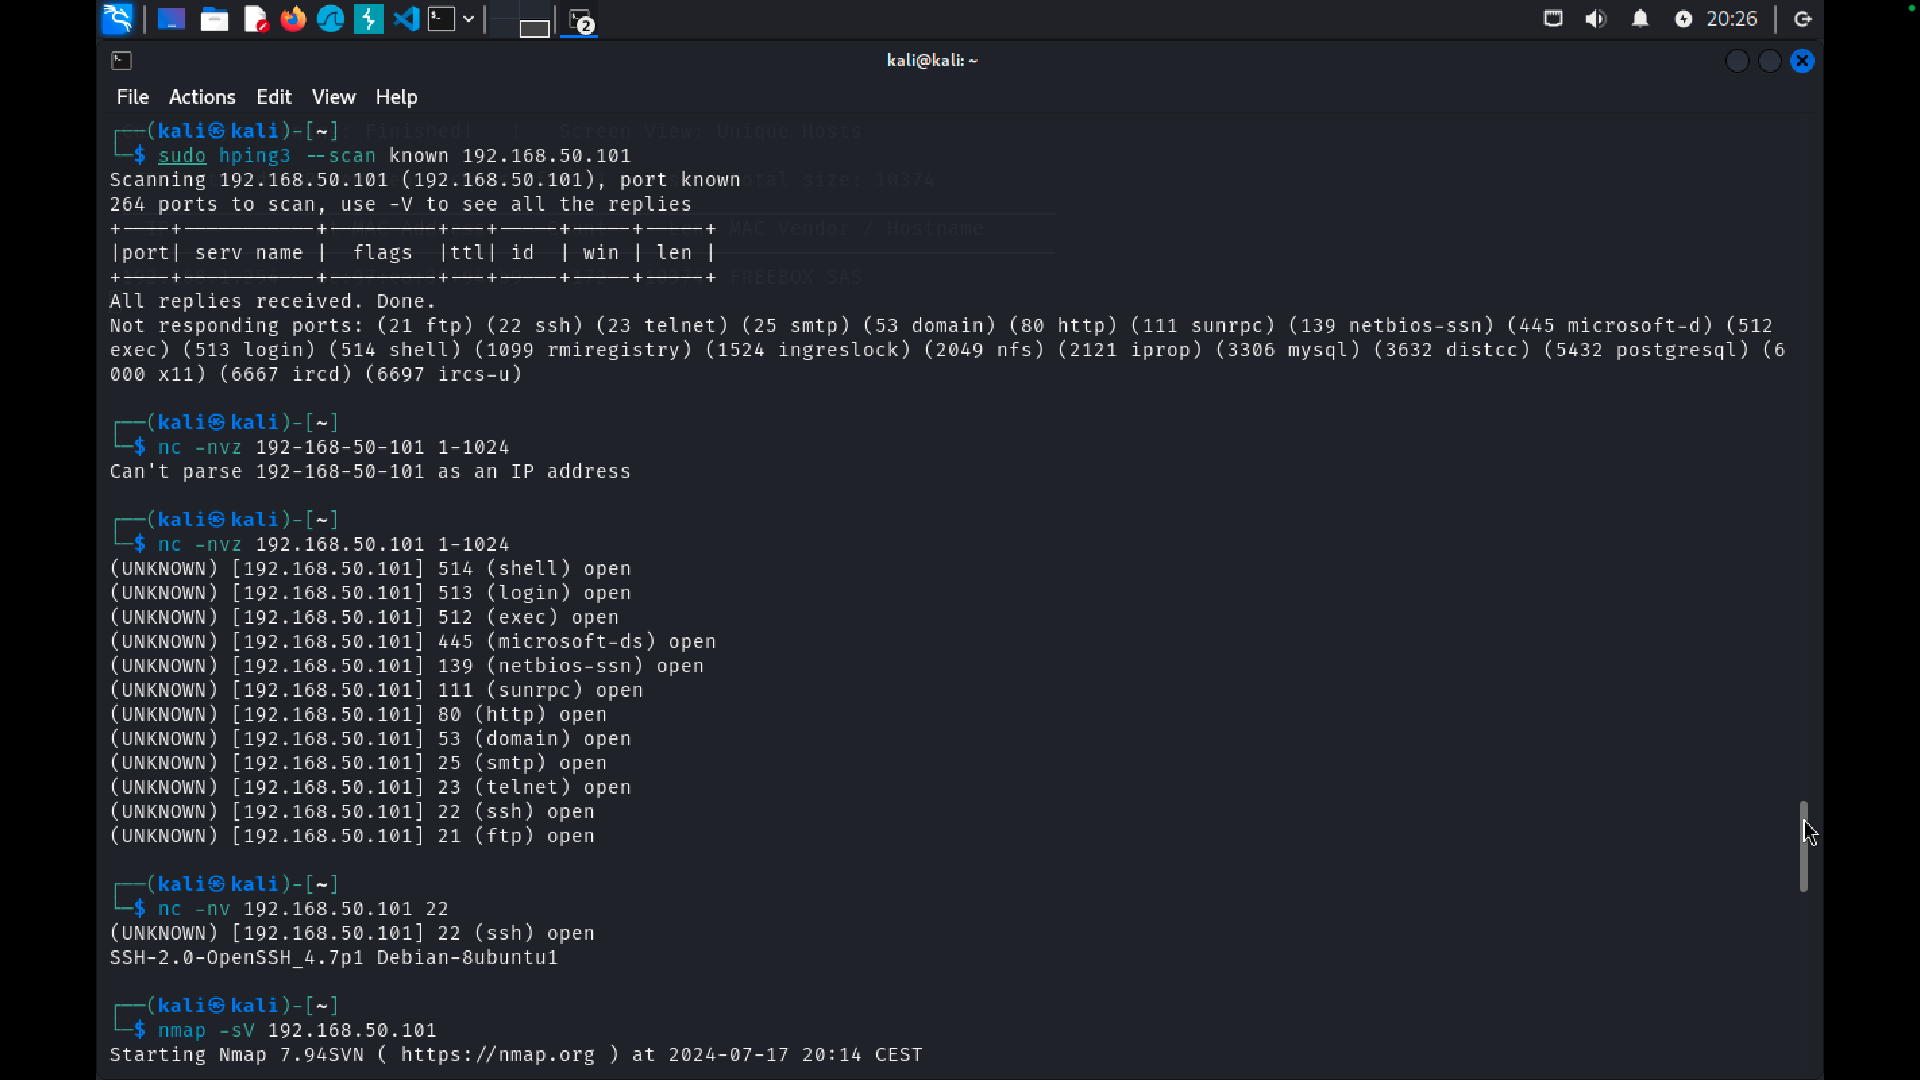 2
20:26
kali@kali: ~
File Actions Edit View Help
(kali㉿kali)-[~]
$ sudo hping3 --scan known 192.168.50.101
Scanning 192.168.50.101 (192.168.50.101), port known
264 ports to scan, use -V to see all the replies
+----+-----------+---------+---+-----+-----+-----+
|port| serv name |  flags  |ttl| id  | win | len |
+----+-----------+---------+---+-----+-----+-----+
All replies received. Done.
Not responding ports: (21 ftp) (22 ssh) (23 telnet) (25 smtp) (53 domain) (80 http) (111 sunrpc) (139 netbios-ssn) (445 microsoft-d) (512
exec) (513 login) (514 shell) (1099 rmiregistry) (1524 ingreslock) (2049 nfs) (2121 iprop) (3306 mysql) (3632 distcc) (5432 postgresql) (6
000 x11) (6667 ircd) (6697 ircs-u)
(kali㉿kali)-[~]
$ nc -nvz 192-168-50-101 1-1024
Can't parse 192-168-50-101 as an IP address
(kali㉿kali)-[~]
$ nc -nvz 192.168.50.101 1-1024
(UNKNOWN) [192.168.50.101] 514 (shell) open
(UNKNOWN) [192.168.50.101] 513 (login) open
(UNKNOWN) [192.168.50.101] 512 (exec) open
(UNKNOWN) [192.168.50.101] 445 (microsoft-ds) open
(UNKNOWN) [192.168.50.101] 139 (netbios-ssn) open
(UNKNOWN) [192.168.50.101] 111 (sunrpc) open
(UNKNOWN) [192.168.50.101] 80 (http) open
(UNKNOWN) [192.168.50.101] 53 (domain) open
(UNKNOWN) [192.168.50.101] 25 (smtp) open
(UNKNOWN) [192.168.50.101] 23 (telnet) open
(UNKNOWN) [192.168.50.101] 22 (ssh) open
(UNKNOWN) [192.168.50.101] 21 (ftp) open
(kali㉿kali)-[~]
$ nc -nv 192.168.50.101 22
(UNKNOWN) [192.168.50.101] 22 (ssh) open
SSH-2.0-OpenSSH_4.7p1 Debian-8ubuntu1
(kali㉿kali)-[~]
$ nmap -sV 192.168.50.101
Starting Nmap 7.94SVN ( https://nmap.org ) at 2024-07-17 20:14 CEST